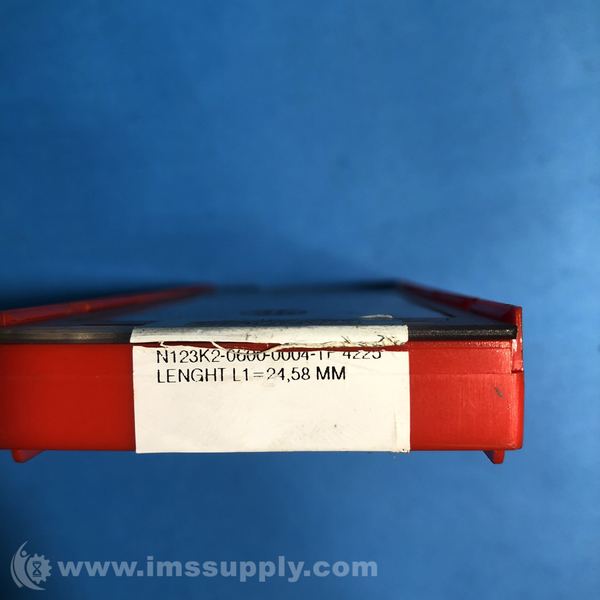 N123K2-0600-0004-TF 4225
LENGHT L1=24,58 MM
www.imssupply.com